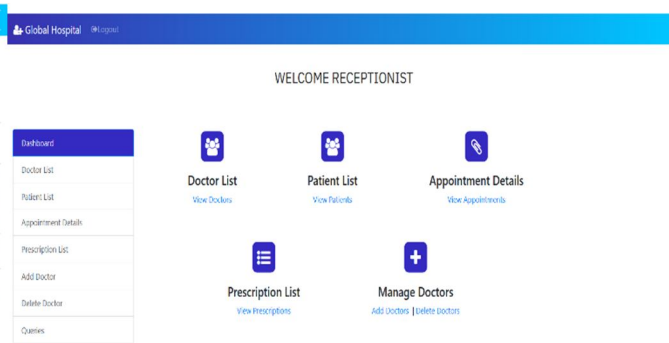 Global Hospital Logout
WELCOME RECEPTIONIST
Dashboard
Doctor List
Patient List
Appointment Details
Prescription List
Add Doctor
Delete Doctor
Queries
Doctor List
View Doctors
Patient List
View Patients
Appointment Details
View Appointments
Prescription List
View Prescriptions
Manage Doctors
Add Doctors | Delete Doctors